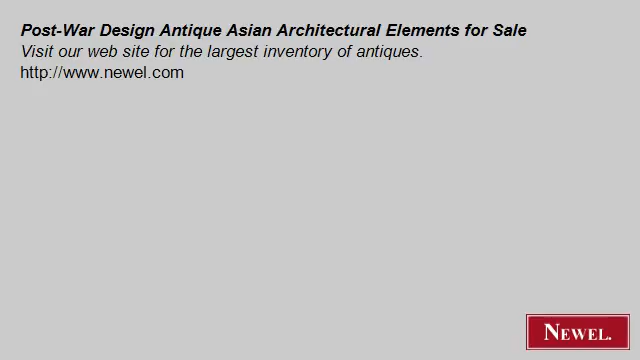 Post-War Design Antique Asian Architectural Elements for Sale
Visit our web site for the largest inventory of antiques.
http://www.newel.com
NEWEL.